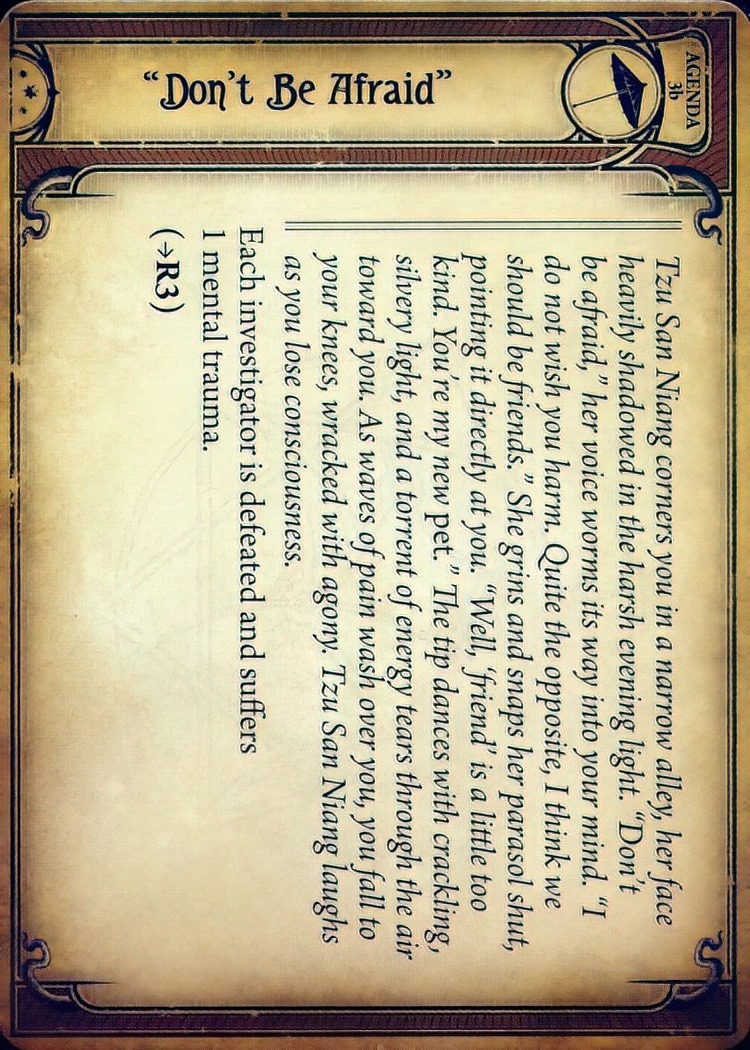 AGENDA
3b
“Don’t Be Afraid”
Tzu San Niang corners you in a narrow alley, her face
heavily shadowed in the harsh evening light. “Don’t
be afraid,” her voice worms its way into your mind. “I
do not wish you harm. Quite the opposite, I think we
should be friends.” She grins and snaps her parasol shut,
pointing it directly at you. “Well, ‘friend’ is a little too
kind. You’re my new pet.” The tip dances with crackling,
silvery light, and a torrent of energy tears through the air
toward you. As waves of pain wash over you, you fall to
your knees, wracked with agony. Tzu San Niang laughs
as you lose consciousness.
Each investigator is defeated and suffers
1 mental trauma.
(→R3)